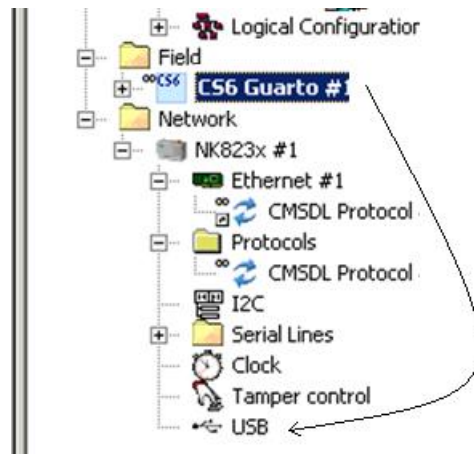 Logical Configuration
Field
CS6 CS6 Guarto #1
Network
NK823x #1
Ethernet #1
CMSDL Protocol
Protocols
CMSDL Protocol
I2C
Serial Lines
Clock
Tamper control
USB